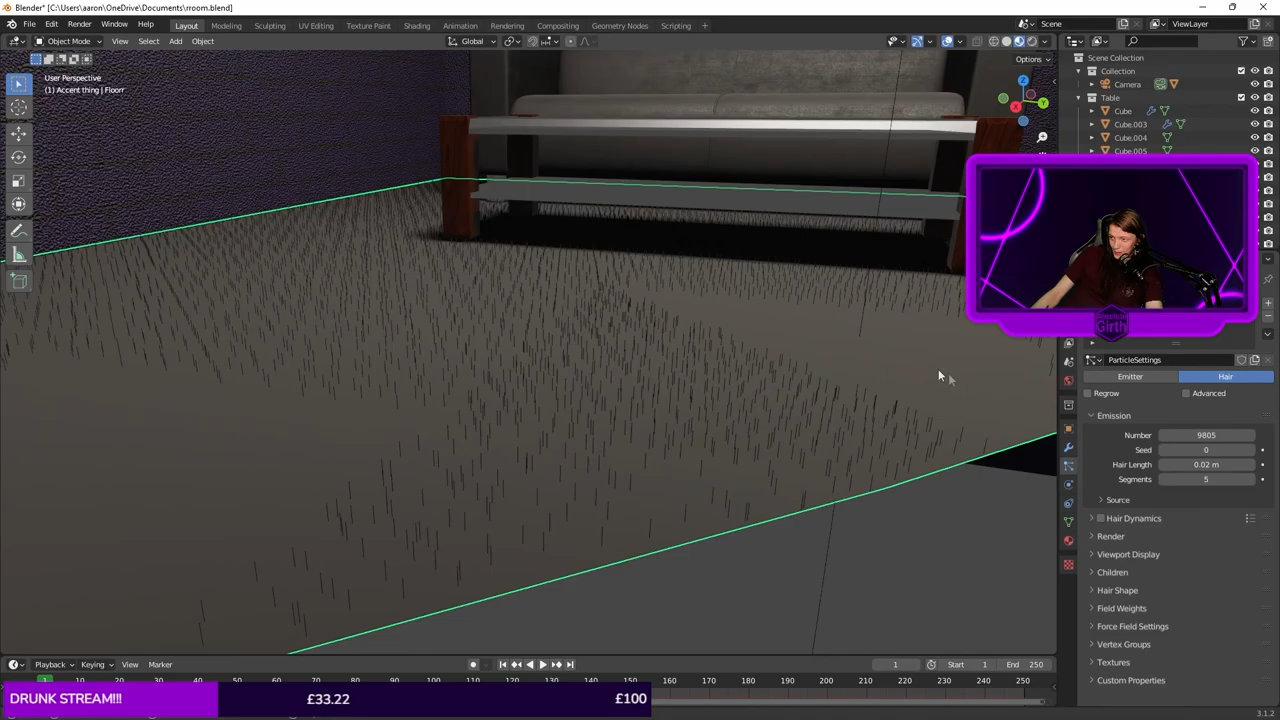 Blender* [C:\Users\aaron\OneDrive\Documents\rroom.blend]
File Edit Render Window Help Layout Modeling Sculpting UV Editing Texture Paint Shading Animation Rendering Compositing Geometry Nodes Scripting Scene ViewLayer
Object Mode View Select Add Object Global
Options
User Perspective
(1) Accent thing | Floorr
X
Y
Z
Scene Collection
Collection
Camera
Table
Cube
Cube.003
Cube.004
Cube.005
Girth
ParticleSettings
Emitter Hair
Regrow Advanced
Emission
Number 9805
Seed 0
Hair Length 0.02 m
Segments 5
Source
Hair Dynamics
Render
Viewport Display
Children
Hair Shape
Field Weights
Force Field Settings
Vertex Groups
Textures
Custom Properties
Playback Keying View Marker 1 Start 1 End 250
1 10 20 30 40 50 60 70 80 90 100 110 120 130 140 150 160 170 180 190 200 210 220 230 240 250
DRUNK STREAM!!! £33.22 £100
3.1.2